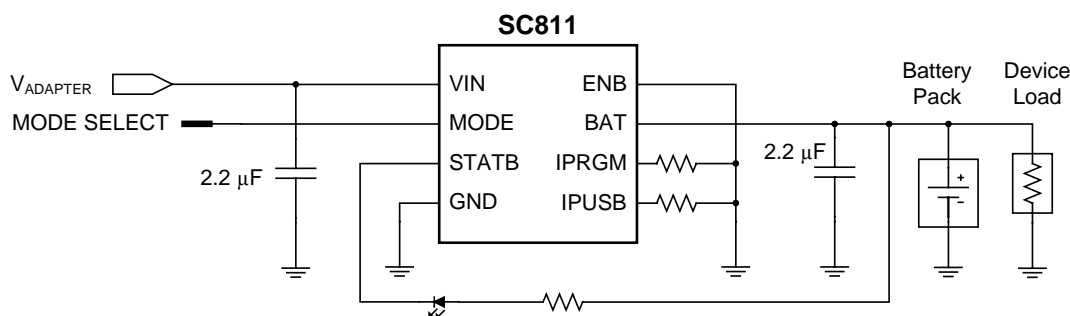 SC811
V_ADAPTER
MODE SELECT
2.2 μF
VIN
MODE
STATB
GND
ENB
BAT
IPRGM
IPUSB
2.2 μF
Battery
Pack
Device
Load
+
−